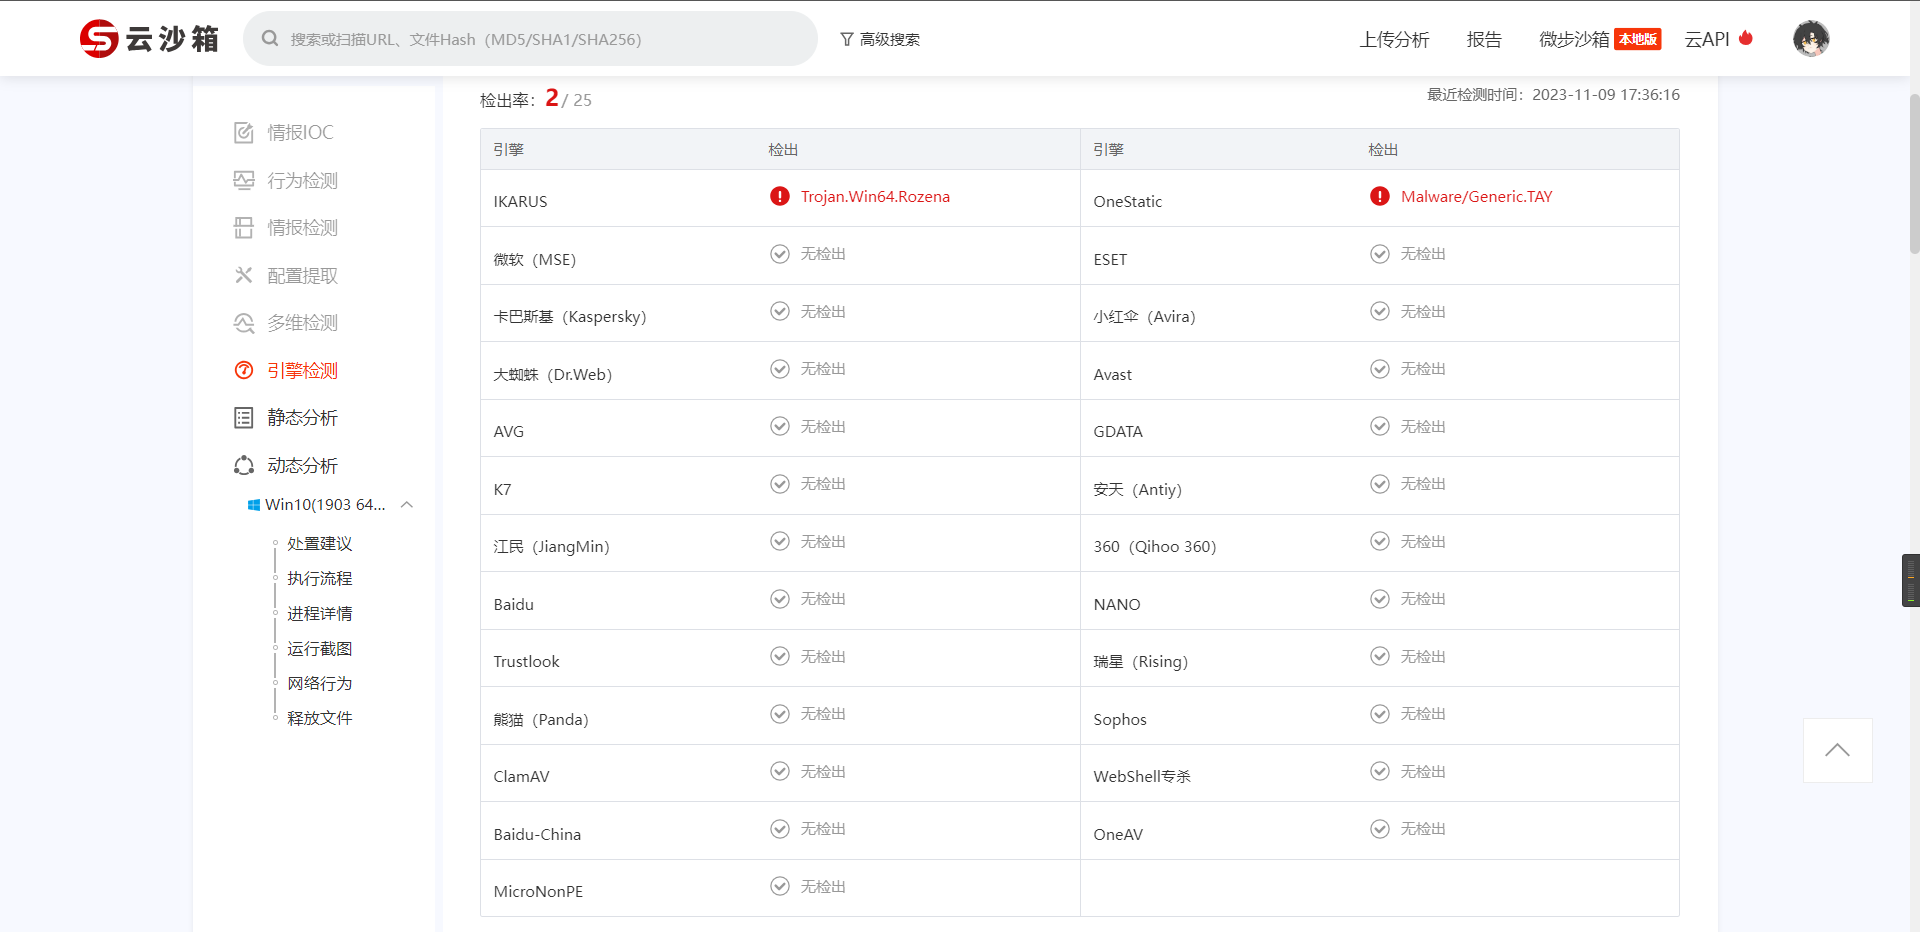 云沙箱
搜索或扫描URL、文件Hash（MD5/SHA1/SHA256）
高级搜索
上传分析
报告
微步沙箱 本地版
云API
情报IOC
行为检测
情报检测
配置提取
多维检测
引擎检测
静态分析
动态分析
Win10(1903 64...
处置建议
执行流程
进程详情
运行截图
网络行为
释放文件
检出率：2 / 25
最近检测时间：2023-11-09 17:36:16
引擎 检出 引擎 检出
IKARUS Trojan.Win64.Rozena OneStatic Malware/Generic.TAY
微软（MSE） 无检出 ESET 无检出
卡巴斯基（Kaspersky） 无检出 小红伞（Avira） 无检出
大蜘蛛（Dr.Web） 无检出 Avast 无检出
AVG 无检出 GDATA 无检出
K7 无检出 安天（Antiy） 无检出
江民（JiangMin） 无检出 360（Qihoo 360） 无检出
Baidu 无检出 NANO 无检出
Trustlook 无检出 瑞星（Rising） 无检出
熊猫（Panda） 无检出 Sophos 无检出
ClamAV 无检出 WebShell专杀 无检出
Baidu-China 无检出 OneAV 无检出
MicroNonPE 无检出